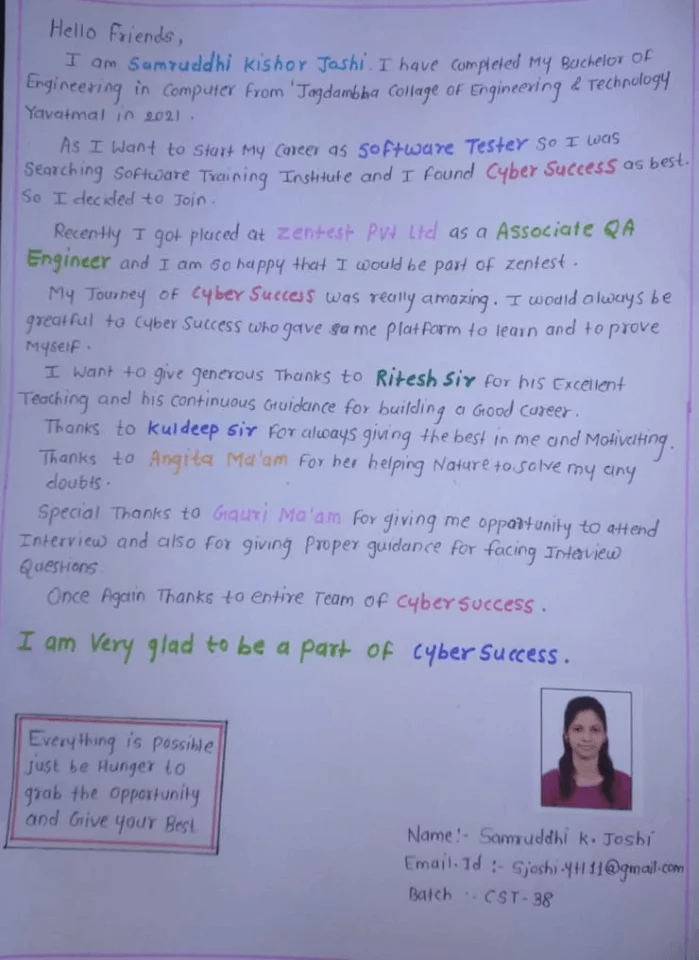 Hello Friends,
I am Samruddhi Kishor Joshi. I have completed My Bachelor of
Engineering in Computer From 'Jagdambha Collage of Engineering & Technology
Yavatmal in 2021.
As I Want to Start My Career as Software Tester So I was
Searching Software Training Institute and I found Cyber Success as best.
So I decided to Join.
Recently I got placed at Zentest Pvt Ltd as a Associate QA
Engineer and I am so happy that I would be part of zentest.
My Journey of Cyber Success was really amazing. I would always be
greatful to Cyber Success who gave me platform to learn and to prove
Myself.
I Want to give generous Thanks to Ritesh Sir for his Excellent
Teaching and his continuous Guidance for building a Good Career.
Thanks to Kuldeep Sir For always giving the best in me and Motivating.
Thanks to Angita Ma'am For her helping Nature to solve my any
doubts.
Special Thanks to Gauri Ma'am For giving me opportunity to attend
Interview and also for giving Proper guidance for facing Interview
Questions.
Once Again Thanks to entire Team of Cyber Success.
I am Very glad to be a part of Cyber Success.
Everything is possible
just be Hunger to
grab the Opportunity
and Give your Best
Name:- Samruddhi K. Joshi
Email.Id :-
Batch :- CST-38